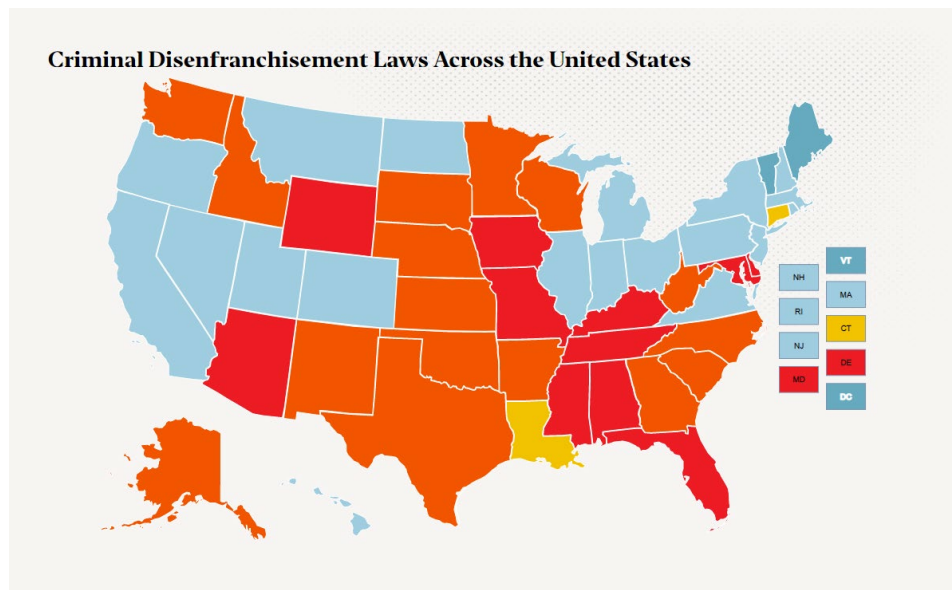 Criminal Disenfranchisement Laws Across the United States
VT
NH
MA
RI
CT
NJ
DE
MD
DC